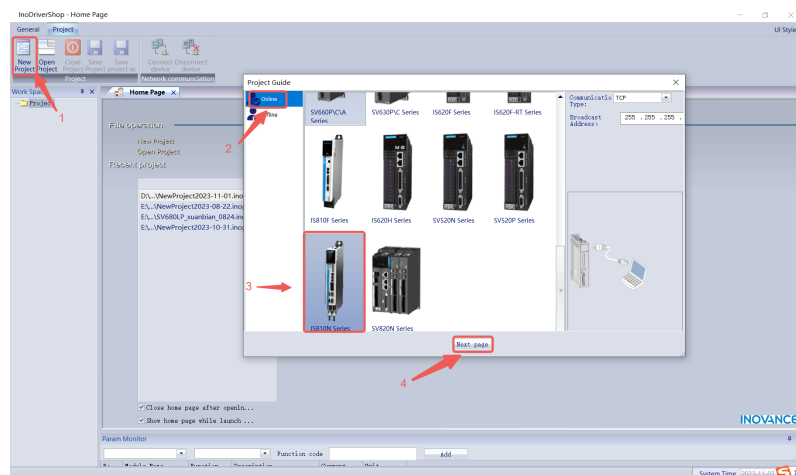 InoDriverShop - Home Page
General Project UI Style
New Project
Open Project
Close Project
Save Project
Save project as
Connect device
Disconnect device
Project
Network communciation
Home Page
Project
1
File operation
New Project
Open Project
Recent project
D:\...\NewProject2023-11-01.ino
E:\...\NewProject2023-08-22.ino
E:\...\SV680LP_xuanbian_0824.in
E:\...\NewProject2023-10-31.ino
Close home page after openin...
Show home page while launch ...
Project Guide
Online
2
SV660P\C\A Series
SV630P\C Series
IS620F Series
IS620F-RT Series
IS810F Series
IS620H Series
SV520N Series
SV520P Series
3
IS810N Series
SV820N Series
Communicatio TCP
Type:
Broadcast 255 . 255 . 255 .
Address:
Next page
4
INOVANCE
Param Monitor
Function code
Add
System Time